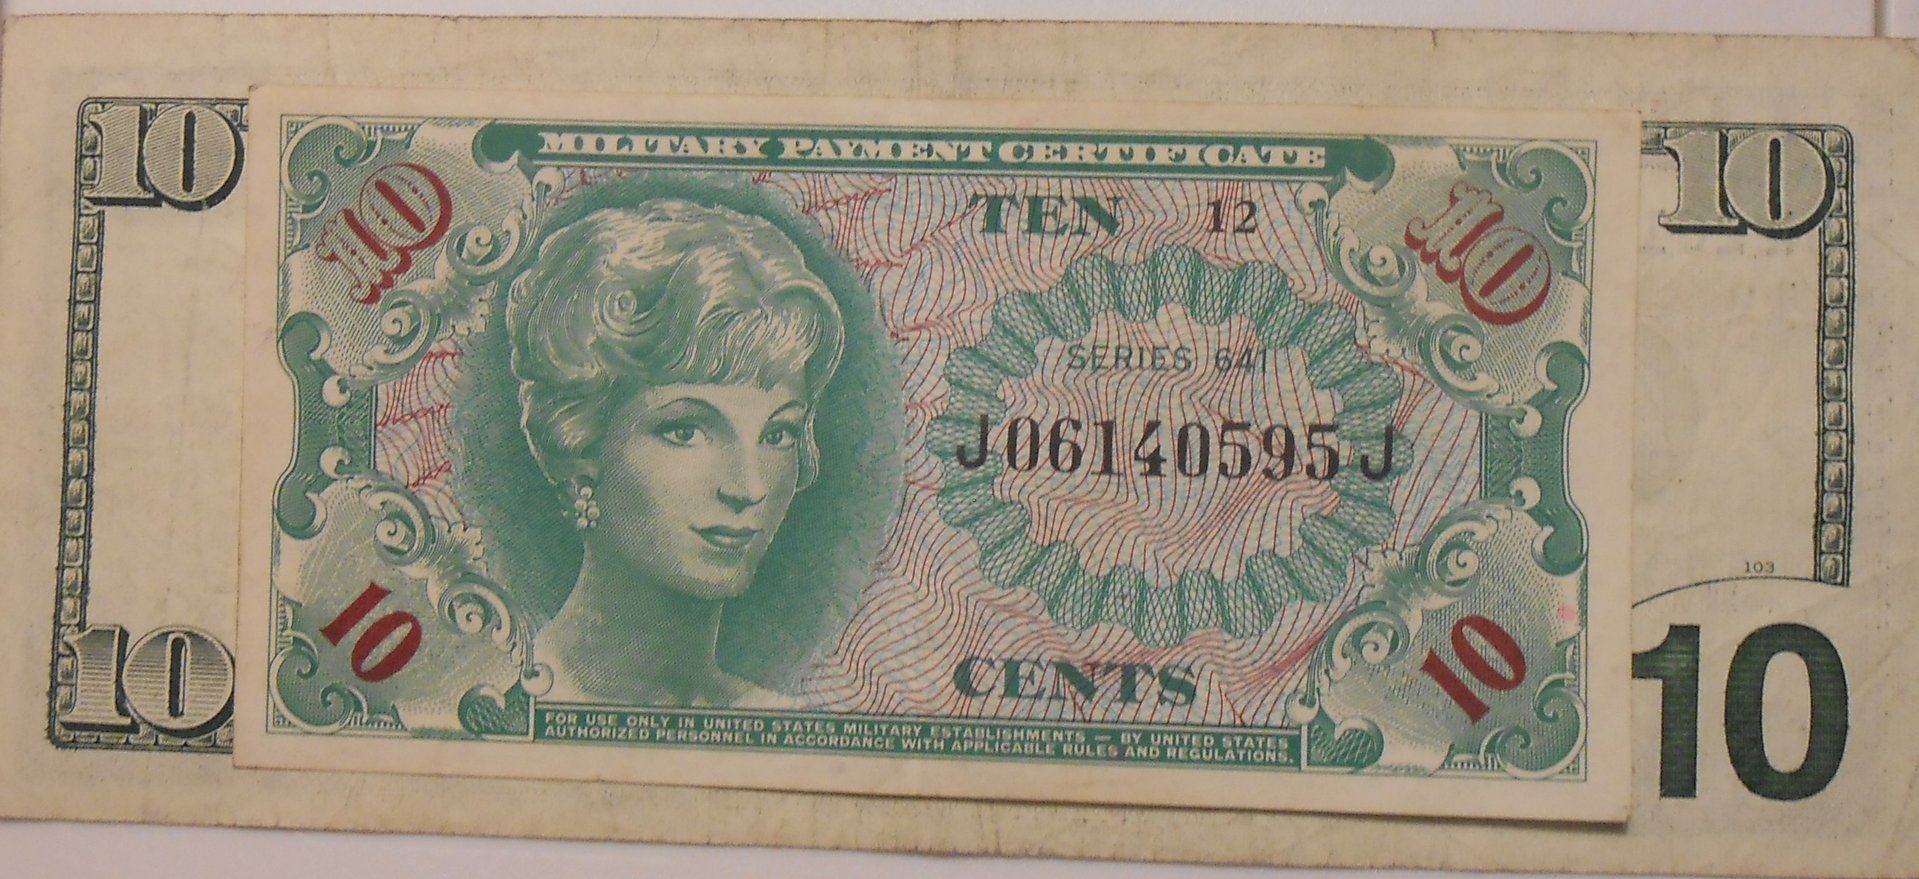 10
10
MILITARY PAYMENT CERTIFICATE
10
10
TEN
12
SERIES 641
J06140595J
103
10
10
CENTS
10
10
FOR USE ONLY IN UNITED STATES MILITARY ESTABLISHMENTS — BY UNITED STATES
AUTHORIZED PERSONNEL IN ACCORDANCE WITH APPLICABLE RULES AND REGULATIONS.